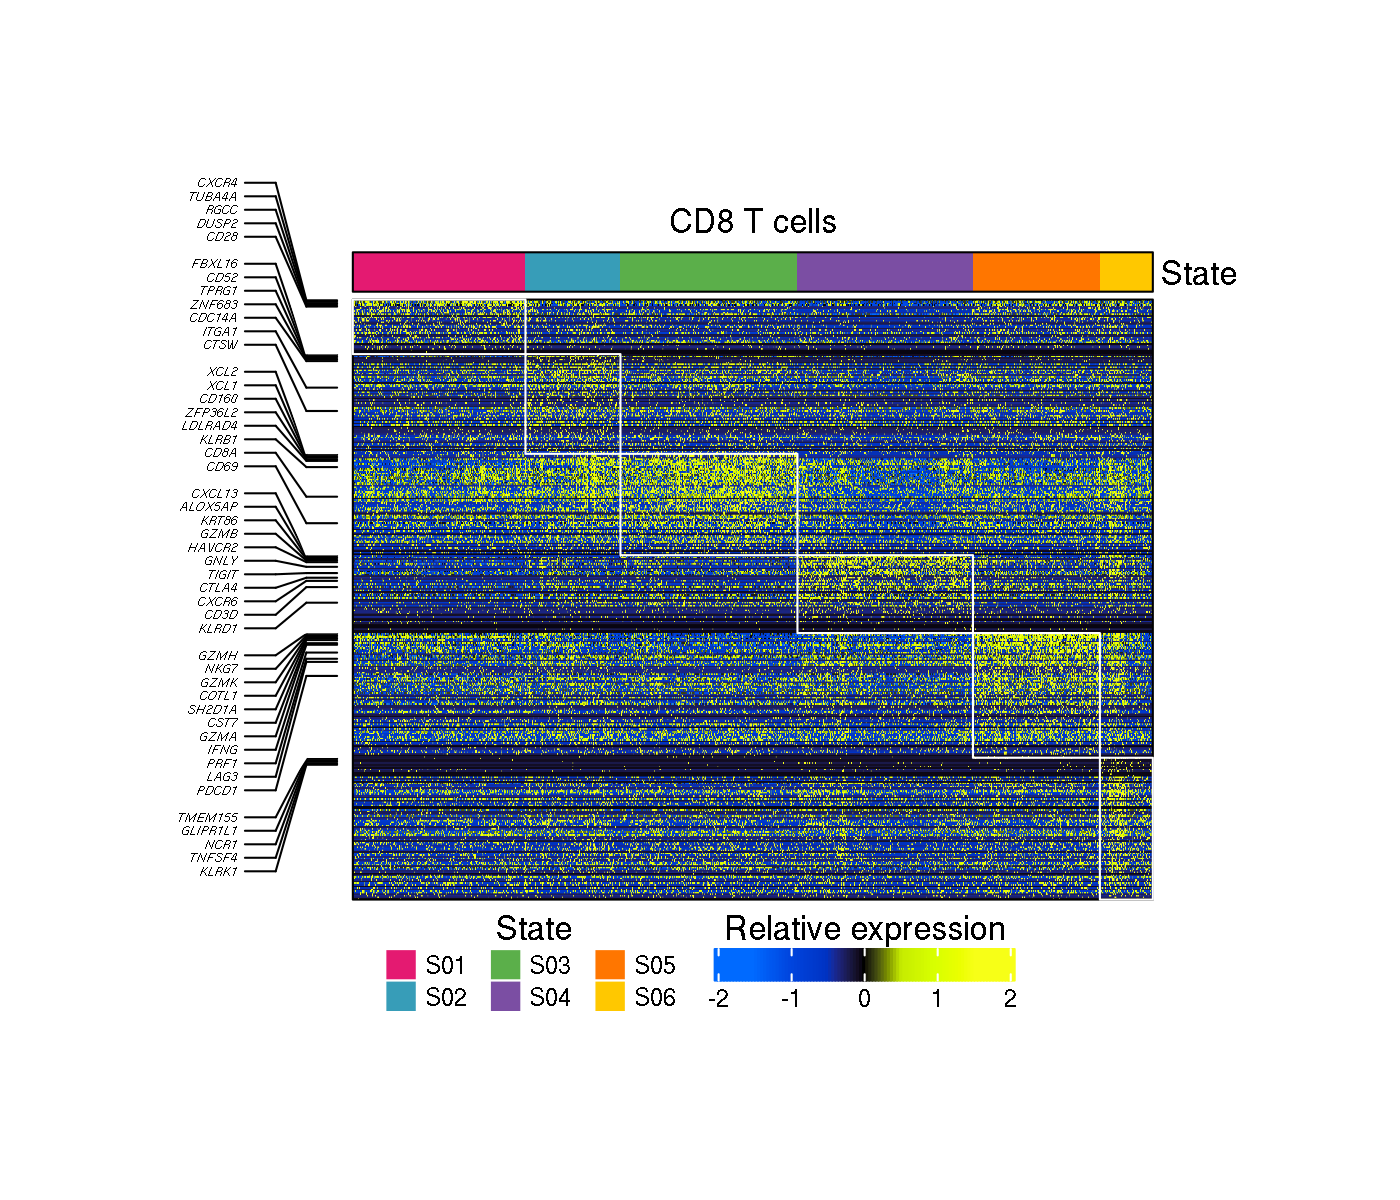 CD8 T cells
State
CXCR4
TUBA4A
RGCC
DUSP2
CD28
FBXL16
CD52
TPRG1
ZNF683
CDC14A
ITGA1
CTSW
XCL2
XCL1
CD160
ZFP36L2
LDLRAD4
KLRB1
CD8A
CD69
CXCL13
ALOX5AP
KRT86
GZMB
HAVCR2
GNLY
TIGIT
CTLA4
CXCR6
CD3D
KLRD1
GZMH
NKG7
GZMK
COTL1
SH2D1A
CST7
GZMA
IFNG
PRF1
LAG3
PDCD1
TMEM155
GLIPR1L1
NCR1
TNFSF4
KLRK1
State
S01 S03 S05
S02 S04 S06
Relative expression
-2 -1 0 1 2